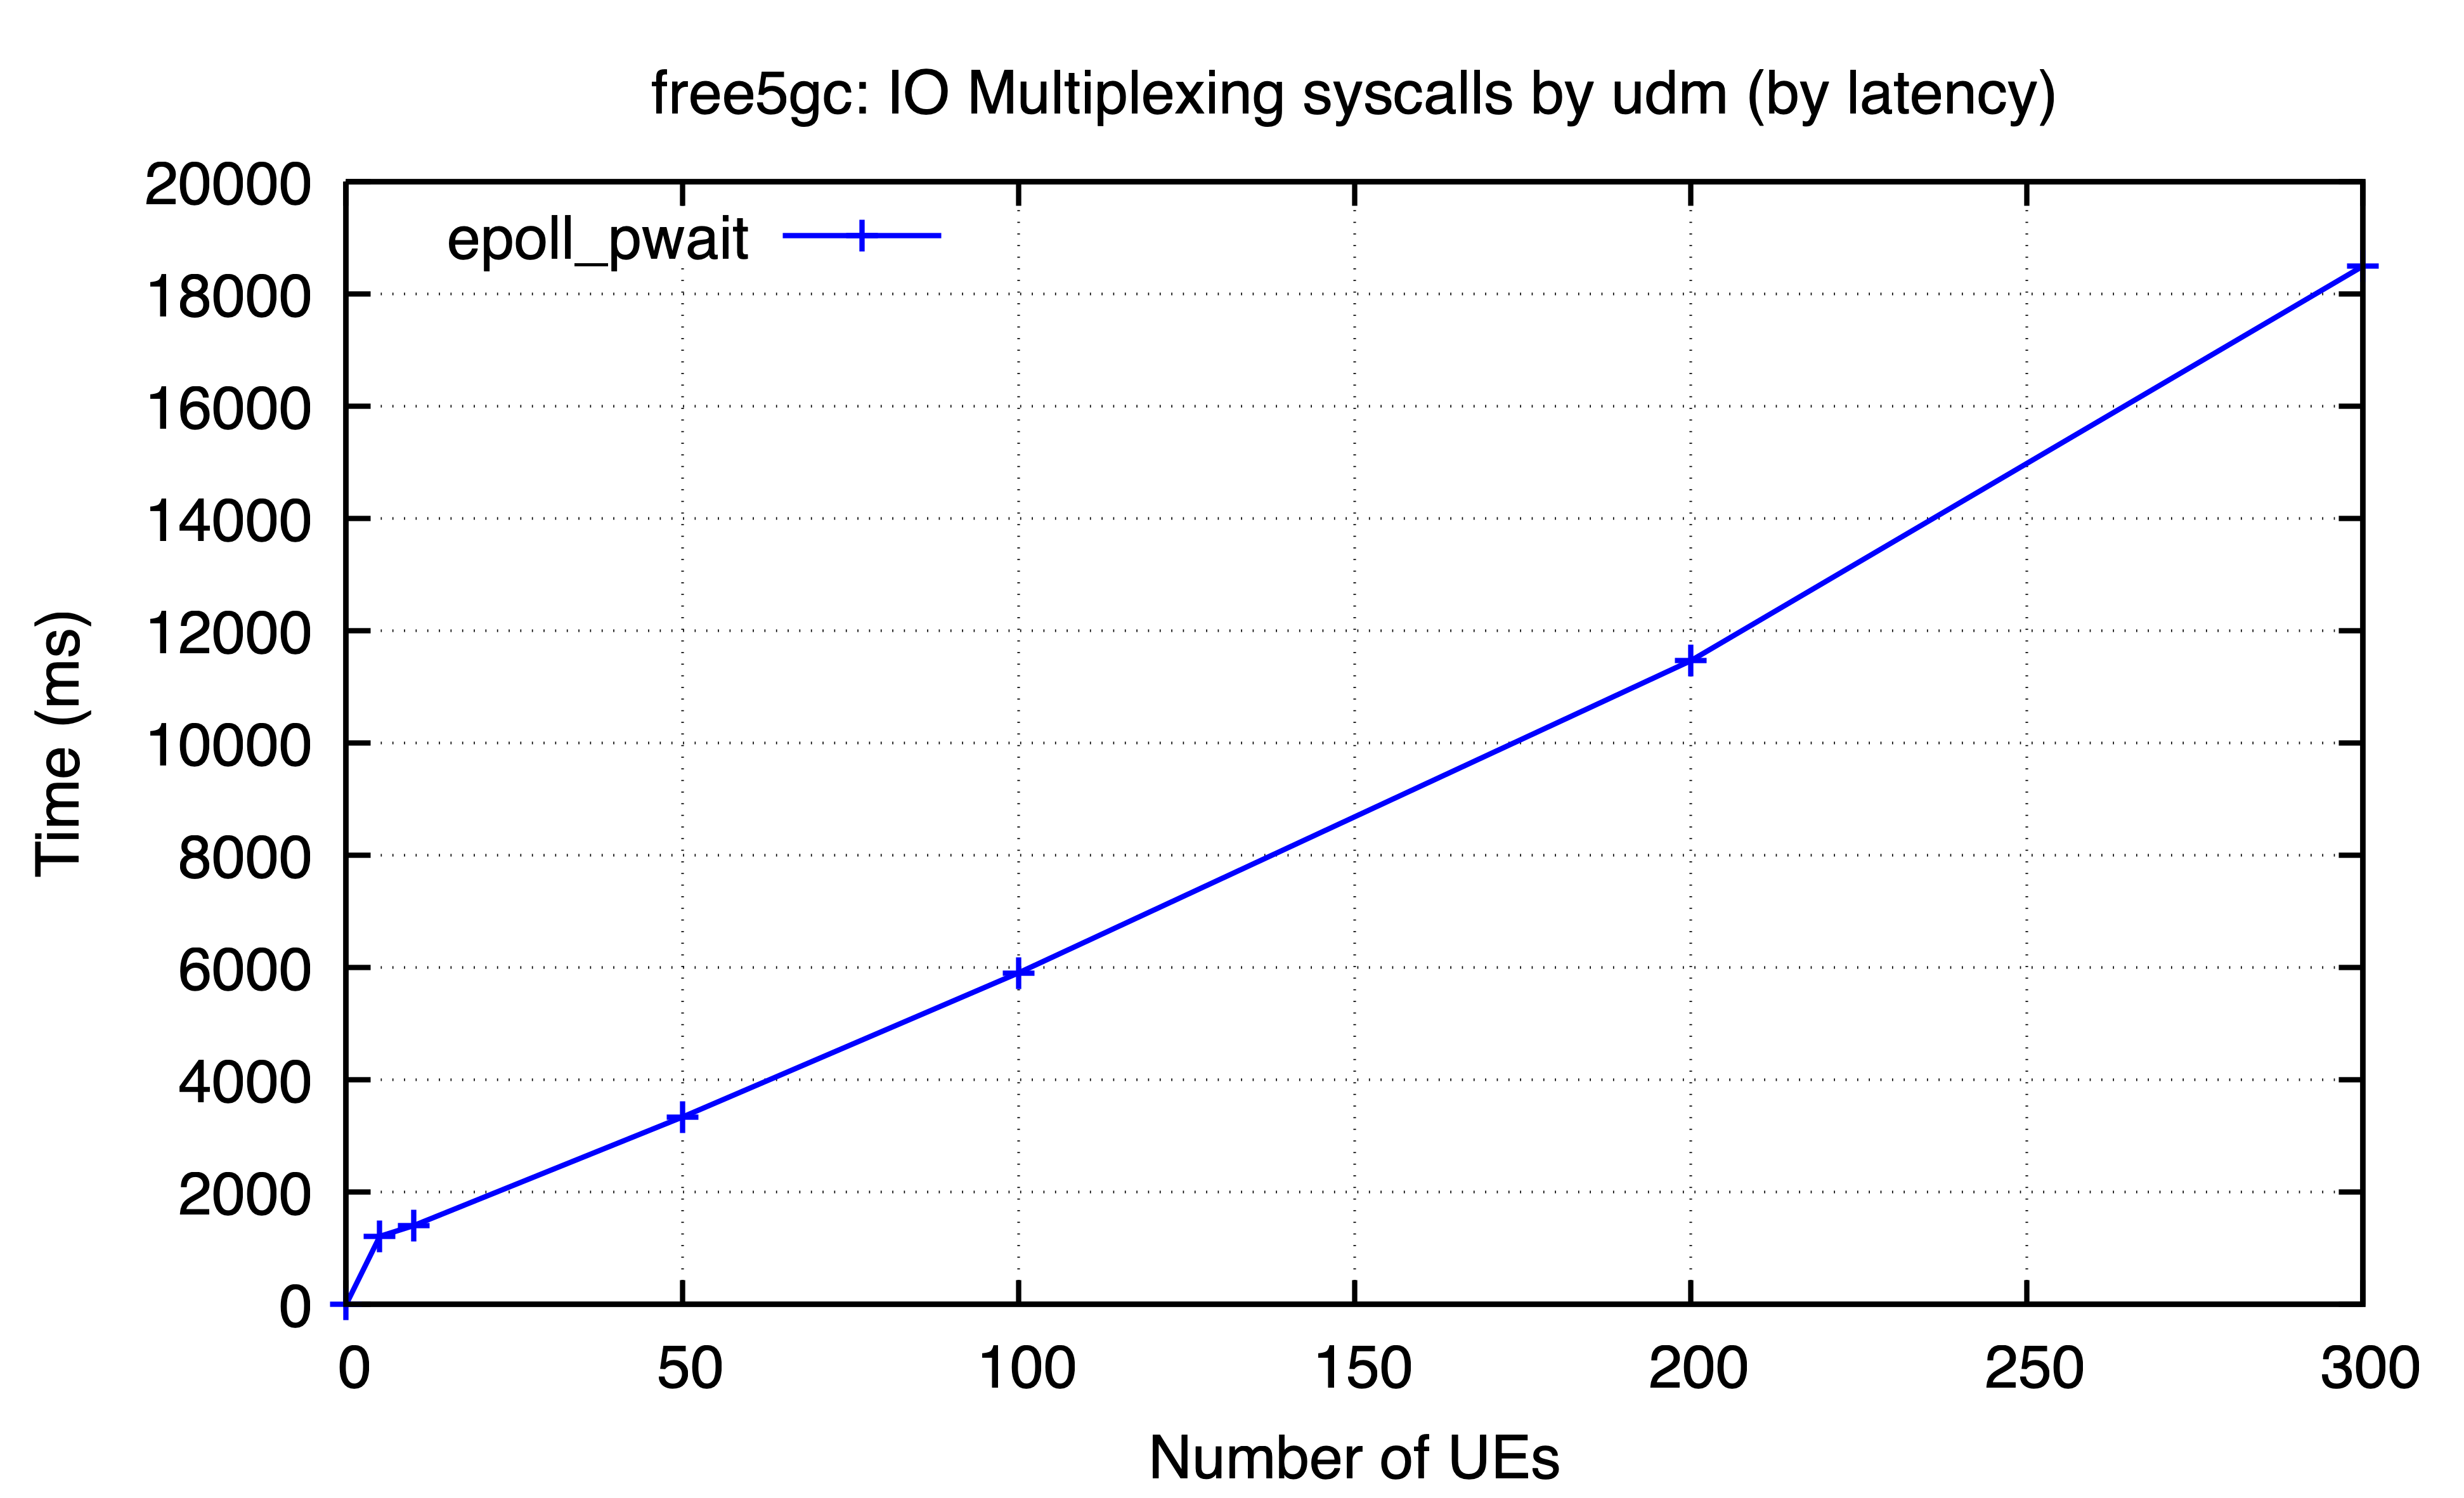 free5gc: IO Multiplexing syscalls by udm (by latency)
20000
epoll_pwait
18000
16000
14000
12000
10000
8000
6000
4000
2000
0
Time (ms)
0 50 100 150 200 250 300
Number of UEs